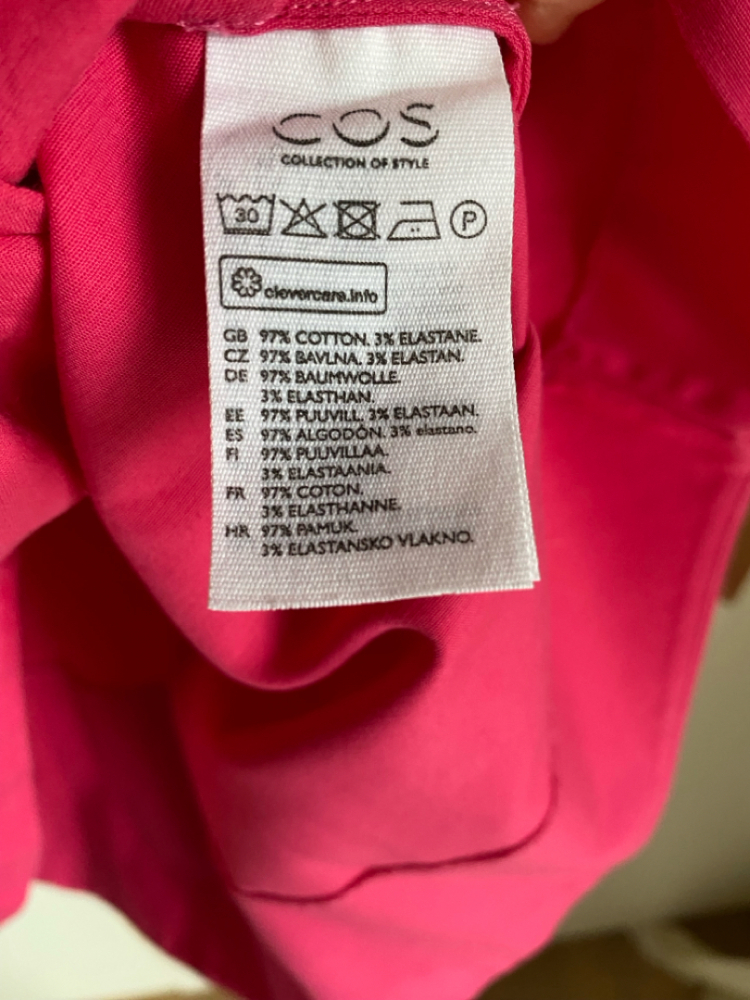 COS
COLLECTION OF STYLE
30 P
clevercare.info
GB 97% COTTON, 3% ELASTANE.
CZ 97% BAVLNA, 3% ELASTAN.
DE 97% BAUMWOLLE.
3% ELASTHAN.
EE 97% PUUVILL, 3% ELASTAAN.
ES 97% ALGODÓN, 3% elastano.
FI 97% PUUVILLAA.
3% ELASTAANIA.
FR 97% COTON.
3% ELASTHANNE.
HR 97% PAMUK.
3% ELASTANSKO VLAKNO.